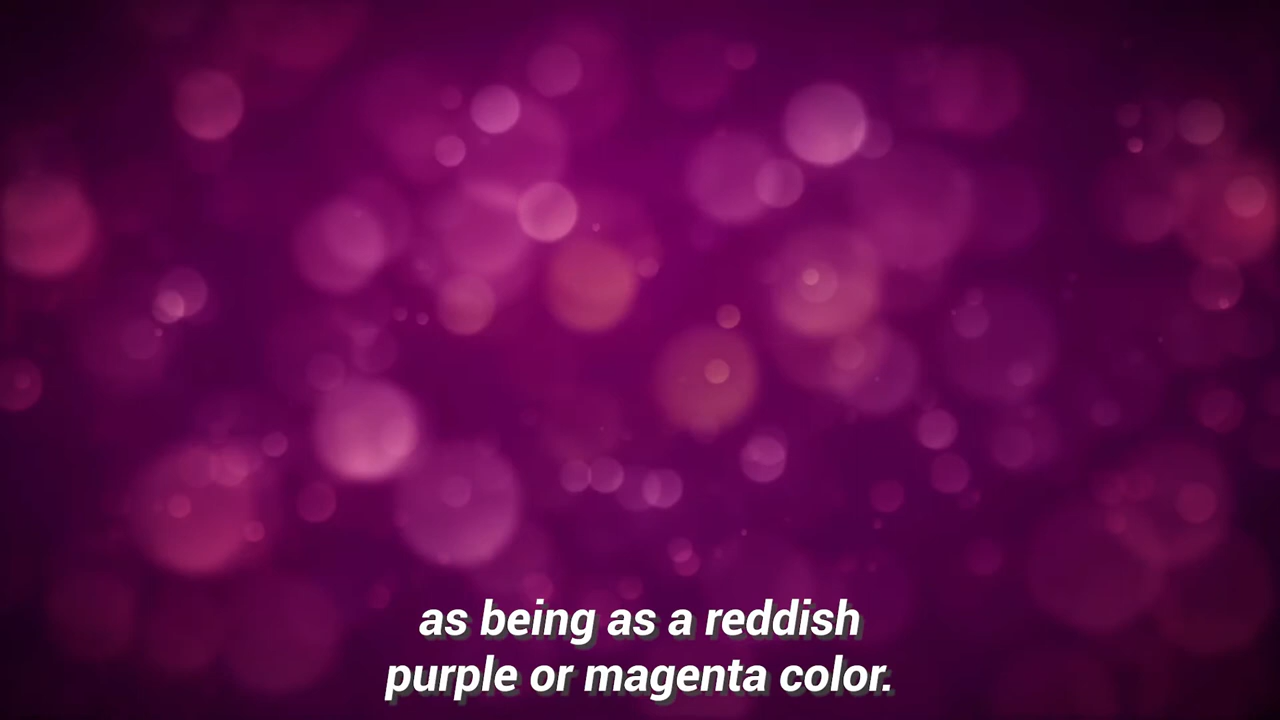 as being as a reddish
purple or magenta color.